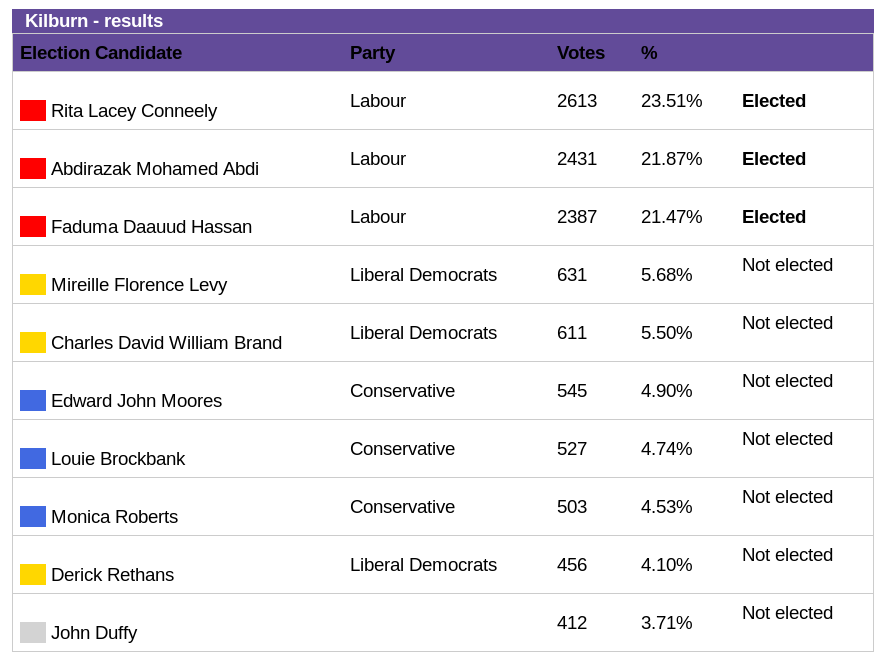 Kilburn - results
Election Candidate Party Votes %
Rita Lacey Conneely Labour 2613 23.51% Elected
Abdirazak Mohamed Abdi Labour 2431 21.87% Elected
Faduma Daauud Hassan Labour 2387 21.47% Elected
Mireille Florence Levy Liberal Democrats 631 5.68% Not elected
Charles David William Brand Liberal Democrats 611 5.50% Not elected
Edward John Moores Conservative 545 4.90% Not elected
Louie Brockbank Conservative 527 4.74% Not elected
Monica Roberts Conservative 503 4.53% Not elected
Derick Rethans Liberal Democrats 456 4.10% Not elected
John Duffy 412 3.71% Not elected